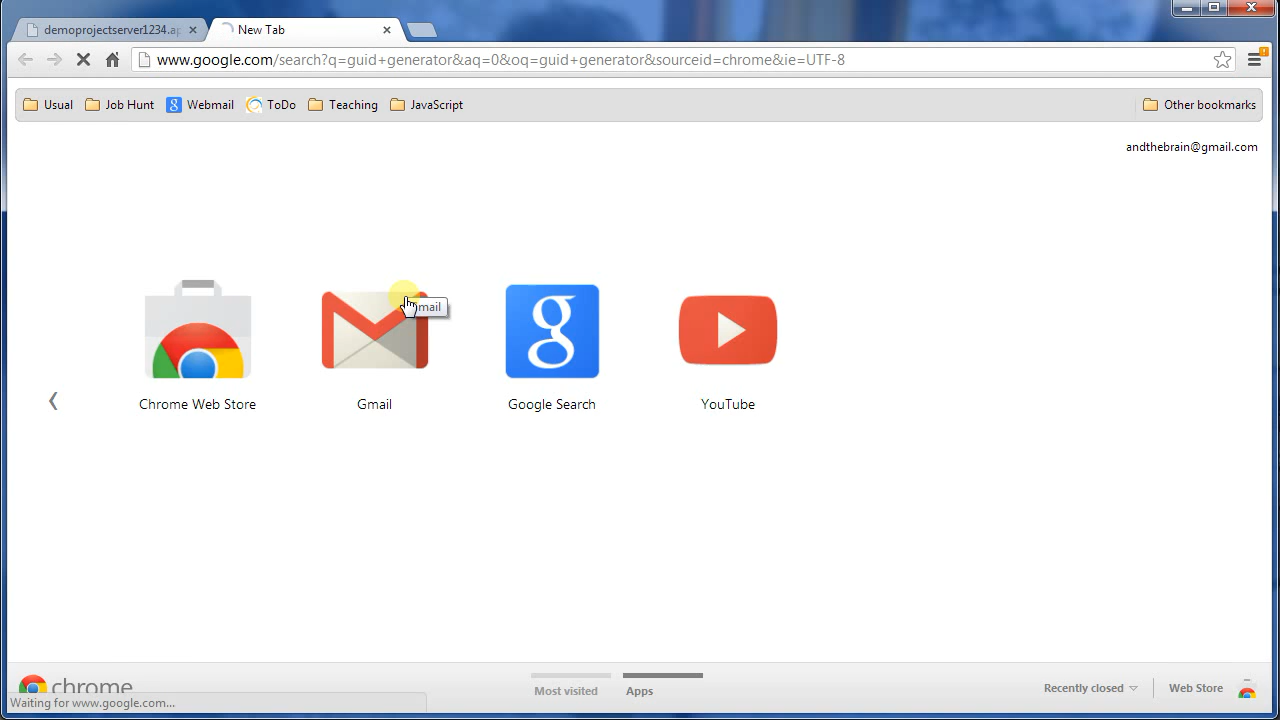 demoprojectserver1234.ap
New Tab
www.google.com/search?q=guid+generator&aq=0&oq=guid+generator&sourceid=chrome&ie=UTF-8
Usual Job Hunt Webmail ToDo Teaching JavaScript Other bookmarks
andthebrain@gmail.com
mail
Chrome Web Store Gmail Google Search YouTube
chrome
Most visited Apps Recently closed Web Store
Waiting for www.google.com...